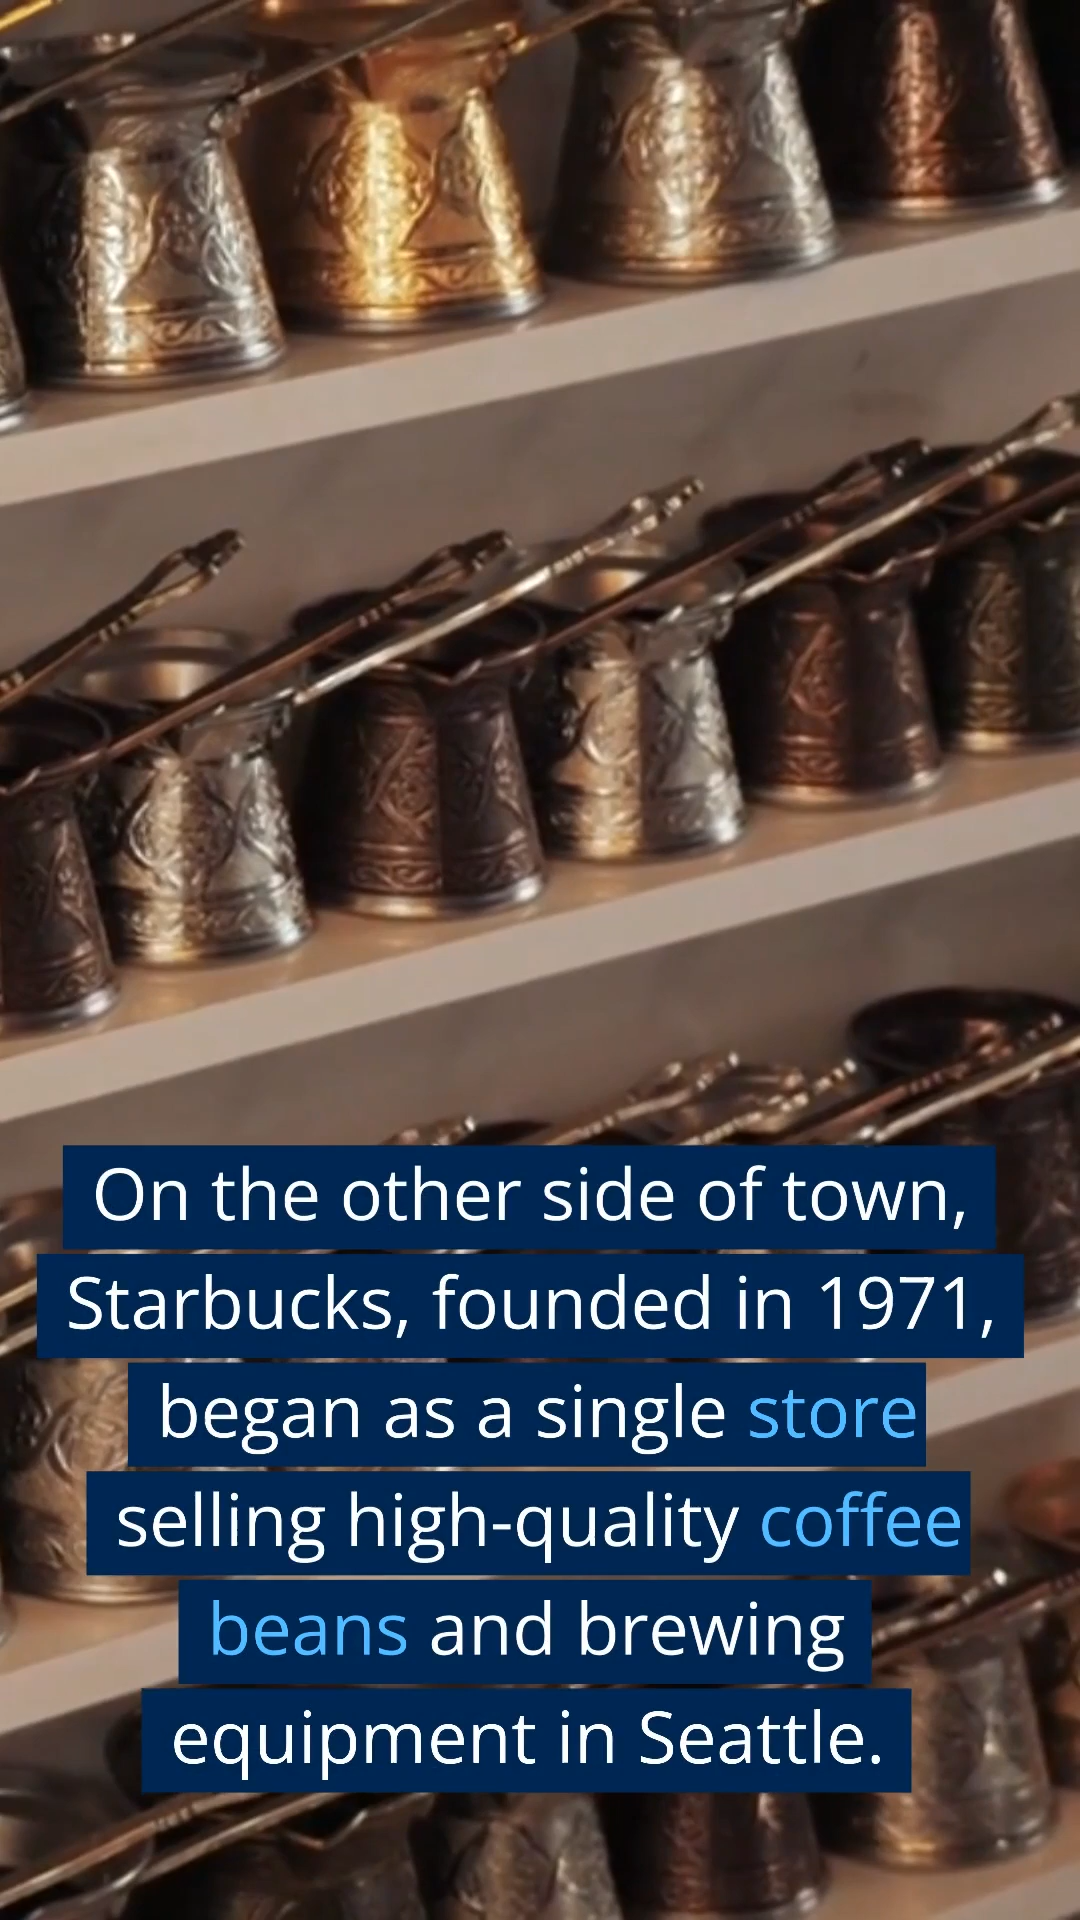 On the other side of town,
Starbucks, founded in 1971,
began as a single store
selling high-quality coffee
beans and brewing
equipment in Seattle.